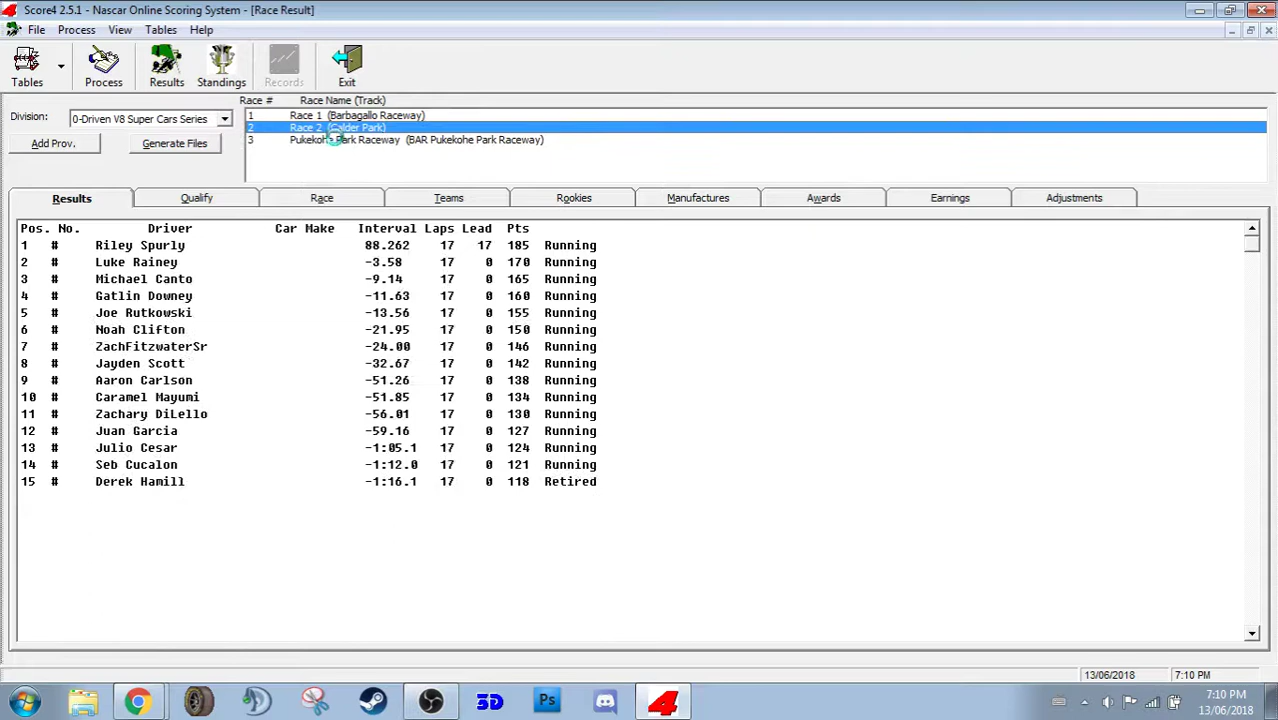 Score4 2.5.1 - Nascar Online Scoring System - [Race Result]
File Process View Tables Help
Tables Process Results Standings Records Exit
Race # Race Name (Track)
Division: 0-Driven V8 Super Cars Series
1 Race 1 (Barbagallo Raceway)
2 Race 2 (Calder Park)
3 Pukekohe Park Raceway (BAR Pukekohe Park Raceway)
Add Prov. Generate Files
Results Qualify Race Teams Rookies Manufactures Awards Earnings Adjustments
Pos. No. Driver Car Make Interval Laps Lead Pts
1 # Riley Spurly 88.262 17 17 185 Running
2 # Luke Rainey -3.58 17 0 170 Running
3 # Michael Canto -9.14 17 0 165 Running
4 # Gatlin Downey -11.63 17 0 160 Running
5 # Joe Rutkowski -13.56 17 0 155 Running
6 # Noah Clifton -21.95 17 0 150 Running
7 # ZachFitzwaterSr -24.00 17 0 146 Running
8 # Jayden Scott -32.67 17 0 142 Running
9 # Aaron Carlson -51.26 17 0 138 Running
10 # Caramel Mayumi -51.85 17 0 134 Running
11 # Zachary DiLello -56.01 17 0 130 Running
12 # Juan Garcia -59.16 17 0 127 Running
13 # Julio Cesar -1:05.1 17 0 124 Running
14 # Seb Cucalon -1:12.0 17 0 121 Running
15 # Derek Hamill -1:16.1 17 0 118 Retired
13/06/2018 7:10 PM
3D Ps 4
7:10 PM
13/06/2018